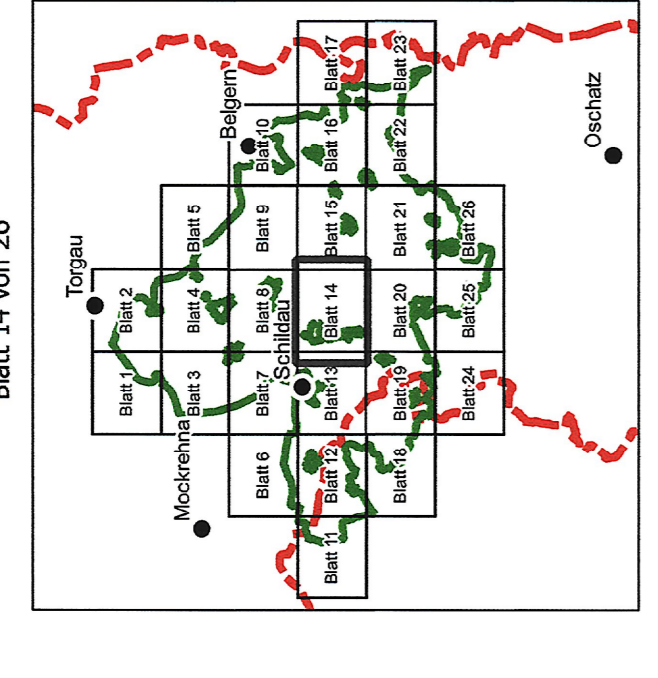 Blatt 14 von 26
Torgau
Mockrehna
Belgern
Schildau
Oschatz
Blatt 1
Blatt 2
Blatt 3
Blatt 4
Blatt 5
Blatt 6
Blatt 7
Blatt 8
Blatt 9
Blatt 10
Blatt 11
Blatt 12
Blatt 13
Blatt 14
Blatt 15
Blatt 16
Blatt 17
Blatt 18
Blatt 19
Blatt 20
Blatt 21
Blatt 22
Blatt 23
Blatt 24
Blatt 25
Blatt 26